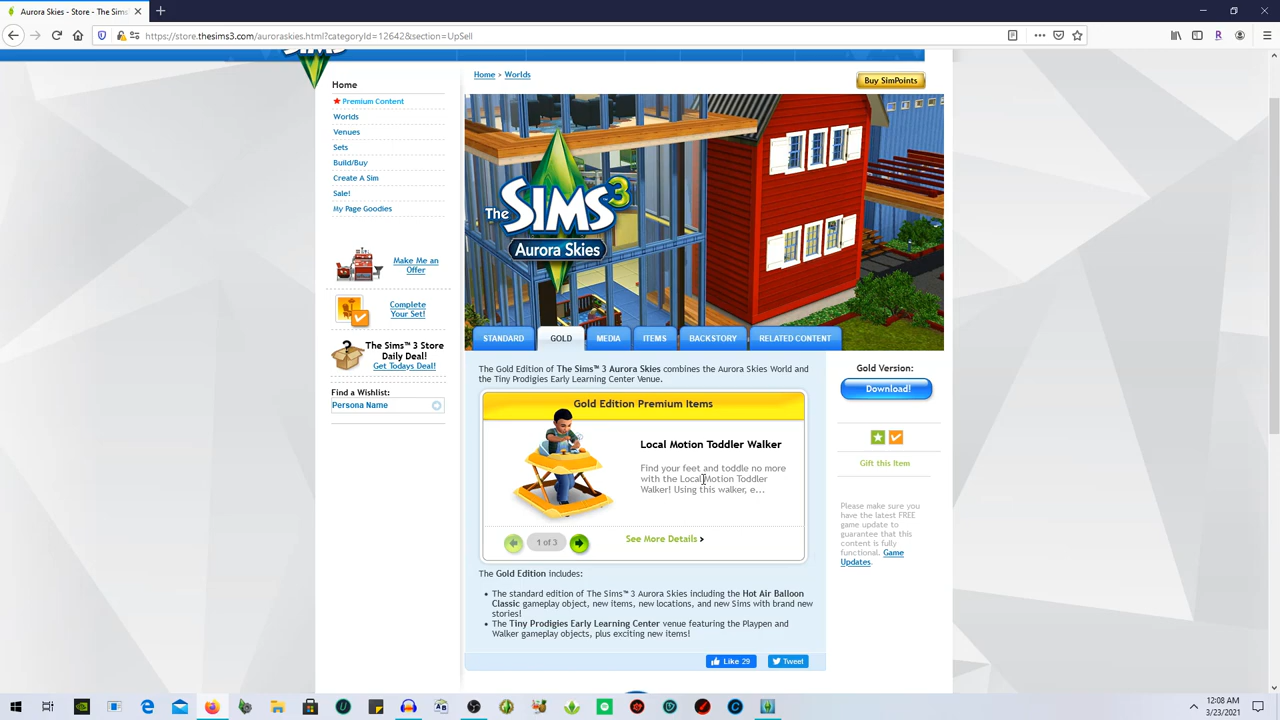 Store - Aurora Skies - The Sims™ 3
https://store.thesims3.com/auroraskies.html?categoryId=12642&section=UpSell
SIMS
Home
Premium Content
Worlds
Venues
Sets
Build/Buy
Create A Sim
Sale!
My Page Goodies
Make Me an
Offer
Complete
Your Set!
The Sims™ 3 Store
Daily Deal!
Get Todays Deal!
Find a Wishlist:
Persona Name
Home > Worlds
Buy SimPoints
The SIMS 3
Aurora Skies
STANDARD GOLD MEDIA ITEMS BACKSTORY RELATED CONTENT
The Gold Edition of The Sims™ 3 Aurora Skies combines the Aurora Skies World and
the Tiny Prodigies Early Learning Center Venue.
Gold Edition Premium Items
Local Motion Toddler Walker
Find your feet and toddle no more
with the Local Motion Toddler
Walker! Using this walker, e...
1 of 3
See More Details >
The Gold Edition includes:
• The standard edition of The Sims™ 3 Aurora Skies including the Hot Air Balloon
Classic gameplay object, new items, new locations, and new Sims with brand new
stories!
• The Tiny Prodigies Early Learning Center venue featuring the Playpen and
Walker gameplay objects, plus exciting new items!
Like 29
Tweet
Gold Version:
Download!
Gift this Item
Please make sure you
have the latest FREE
game update to
guarantee that this
content is fully
functional. Game
Updates.
12:08 AM
3/23/2021